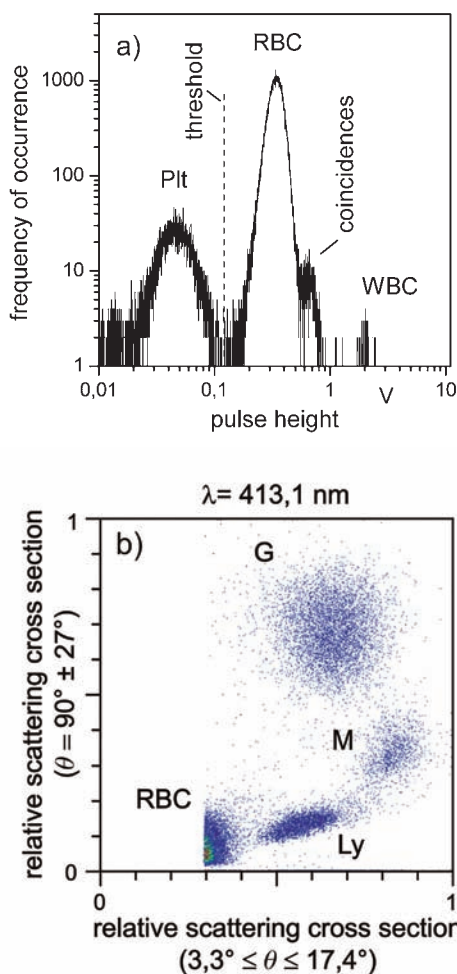 a)
RBC
frequency of occurrence
1000
100
10
1
threshold
Plt
coincidences
WBC
0,01
0,1
1
V
10
pulse height
λ= 413,1 nm
b)
1
0
relative scattering cross section
(θ = 90° ± 27°)
G
M
RBC
Ly
0
1
relative scattering cross section
(3,3° ≤ θ ≤ 17,4°)